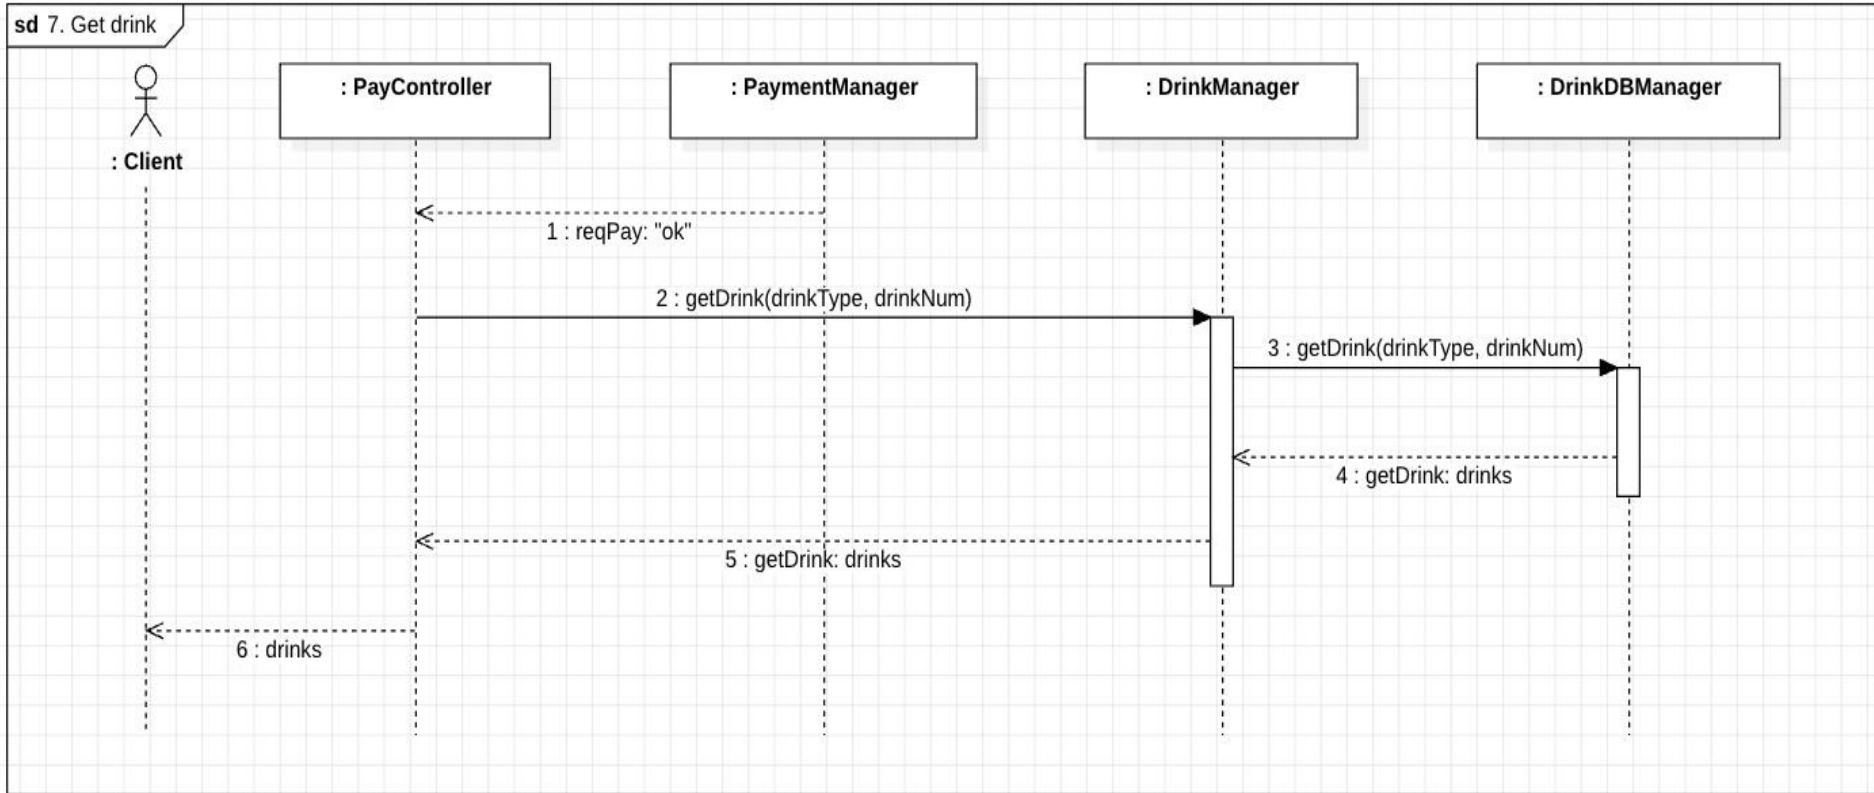 sd 7. Get drink
: Client
: PayController
: PaymentManager
: DrinkManager
: DrinkDBManager
1 : reqPay: "ok"
2 : getDrink(drinkType, drinkNum)
3 : getDrink(drinkType, drinkNum)
4 : getDrink: drinks
5 : getDrink: drinks
6 : drinks